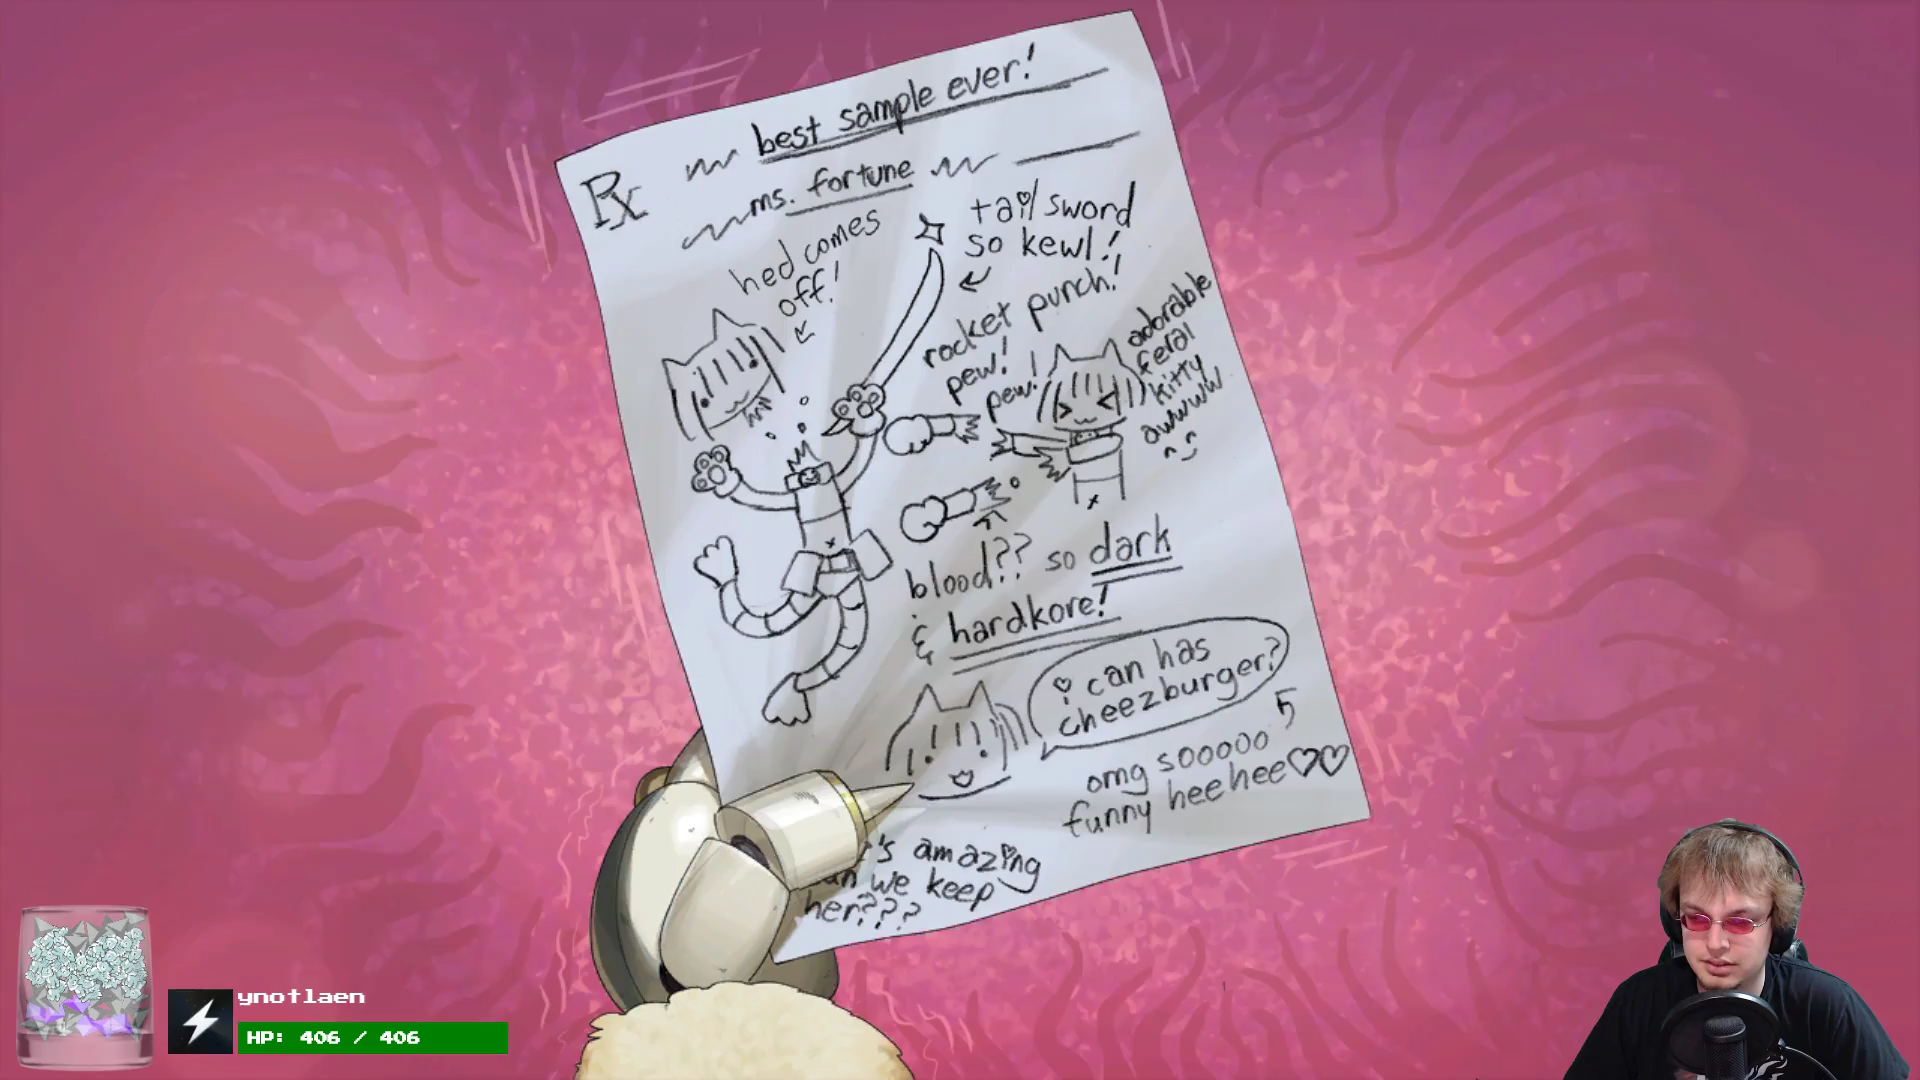 best sample ever!
Rx
ms. fortune
hed comes
off!
tail sword
so kewl!
rocket punch!
pew!
pew!
adorable
feral
kitty
awwww
blood?? so dark
& hardkore!
i can has
cheezburger?
omg sooooo
funny hee hee
's amazing
we keep
her???
ynotlaen
HP: 406 / 406